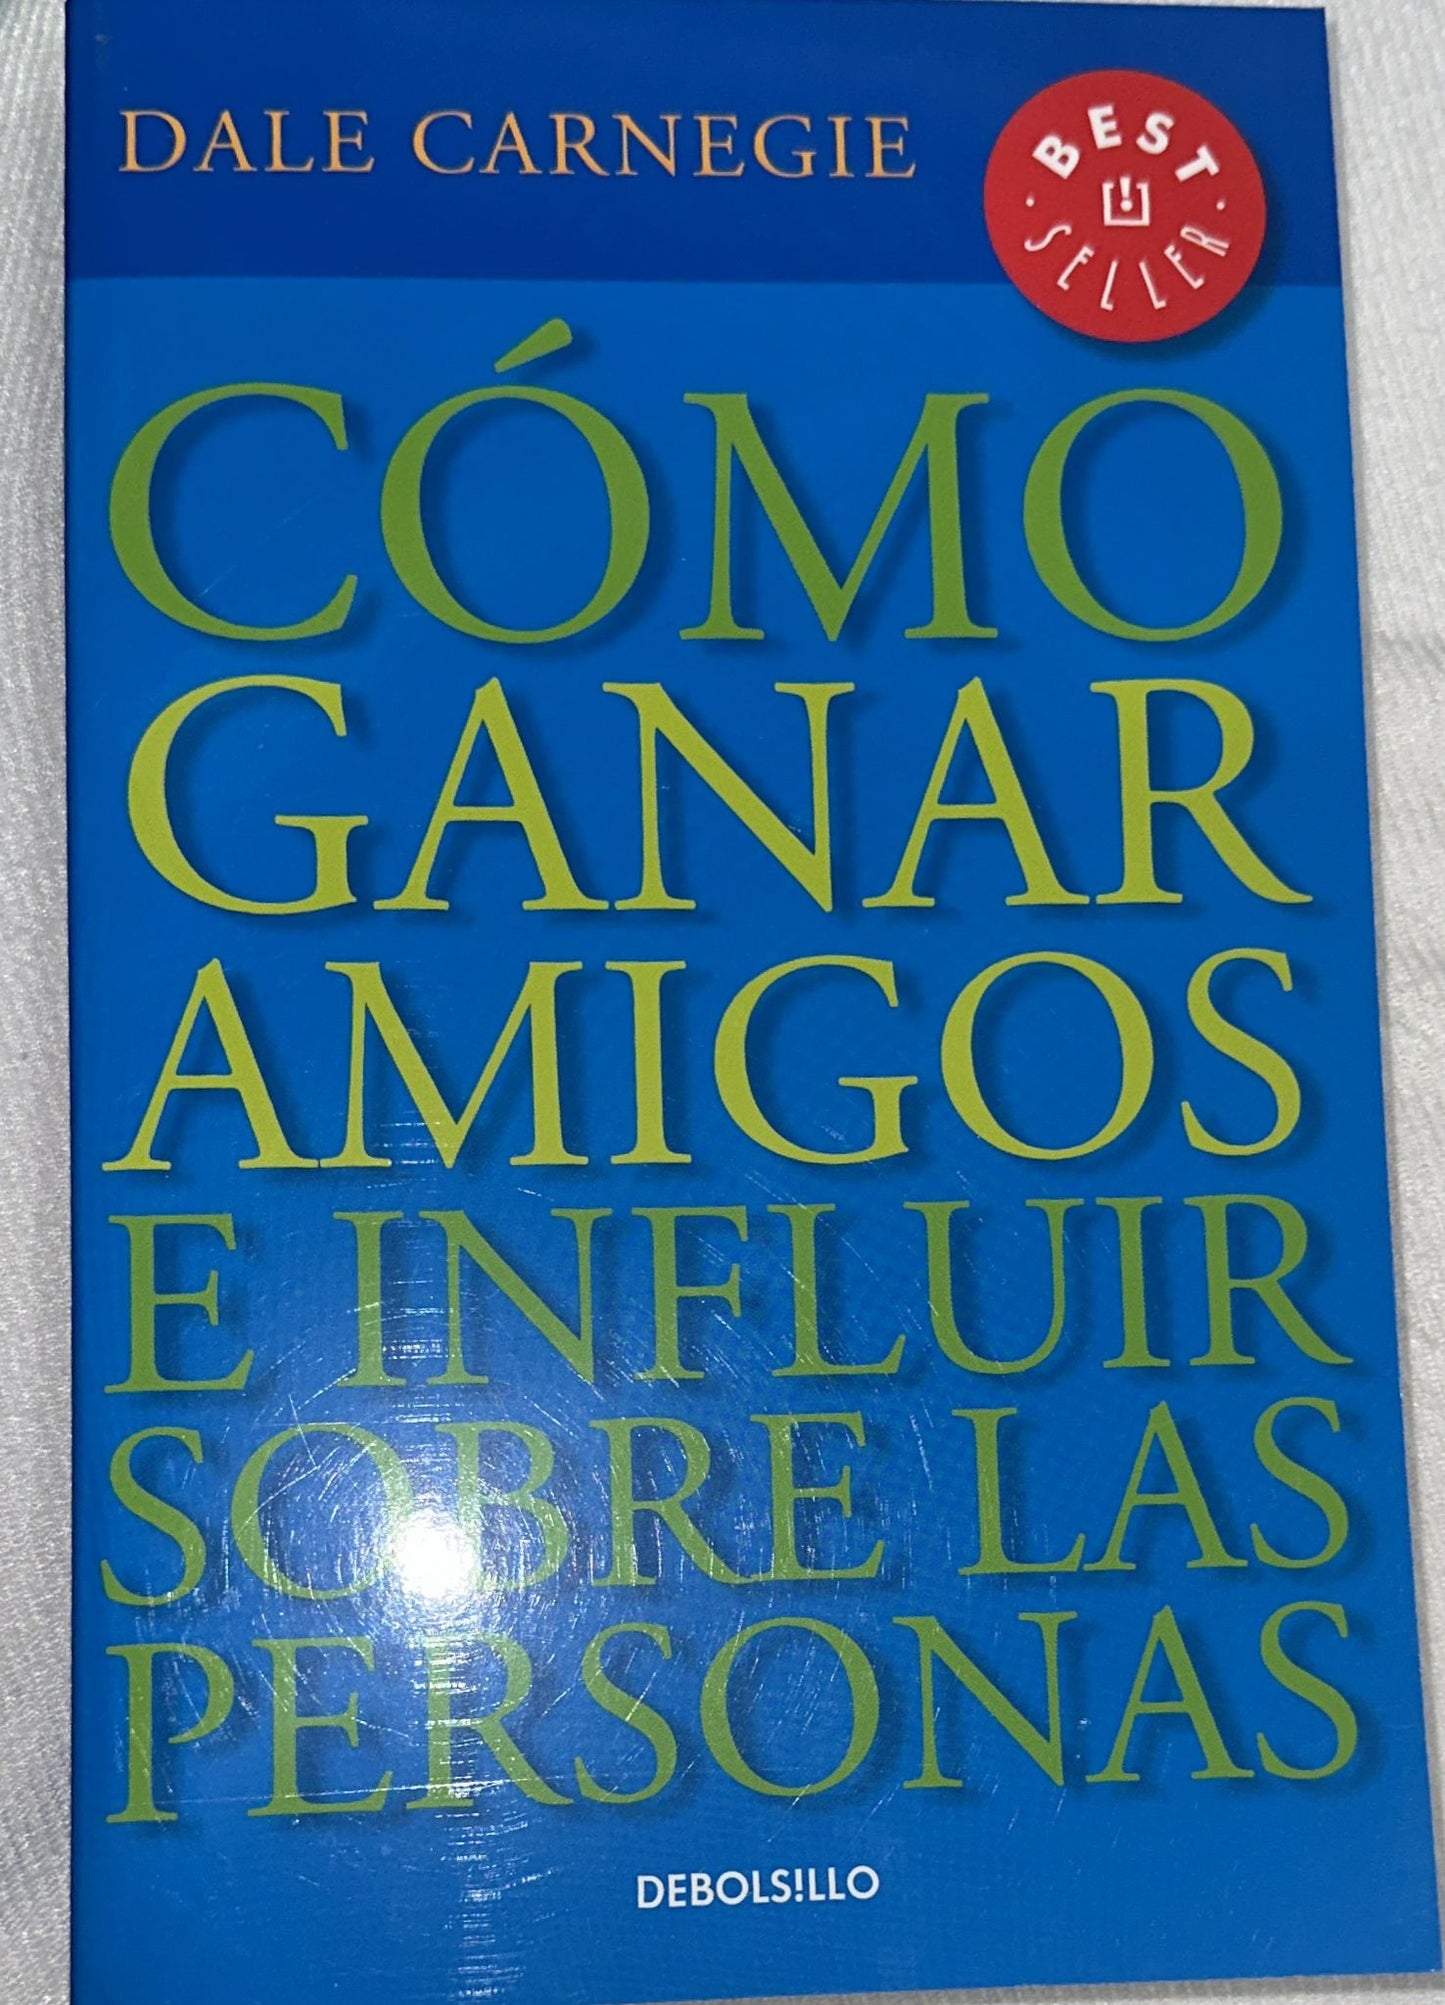 DALE CARNEGIE
BEST
[!]
SELLER
CÓMO
GANAR
AMIGOS
E INFLUIR
SOBRE LAS
PERSONAS
DEBOLS!LLO